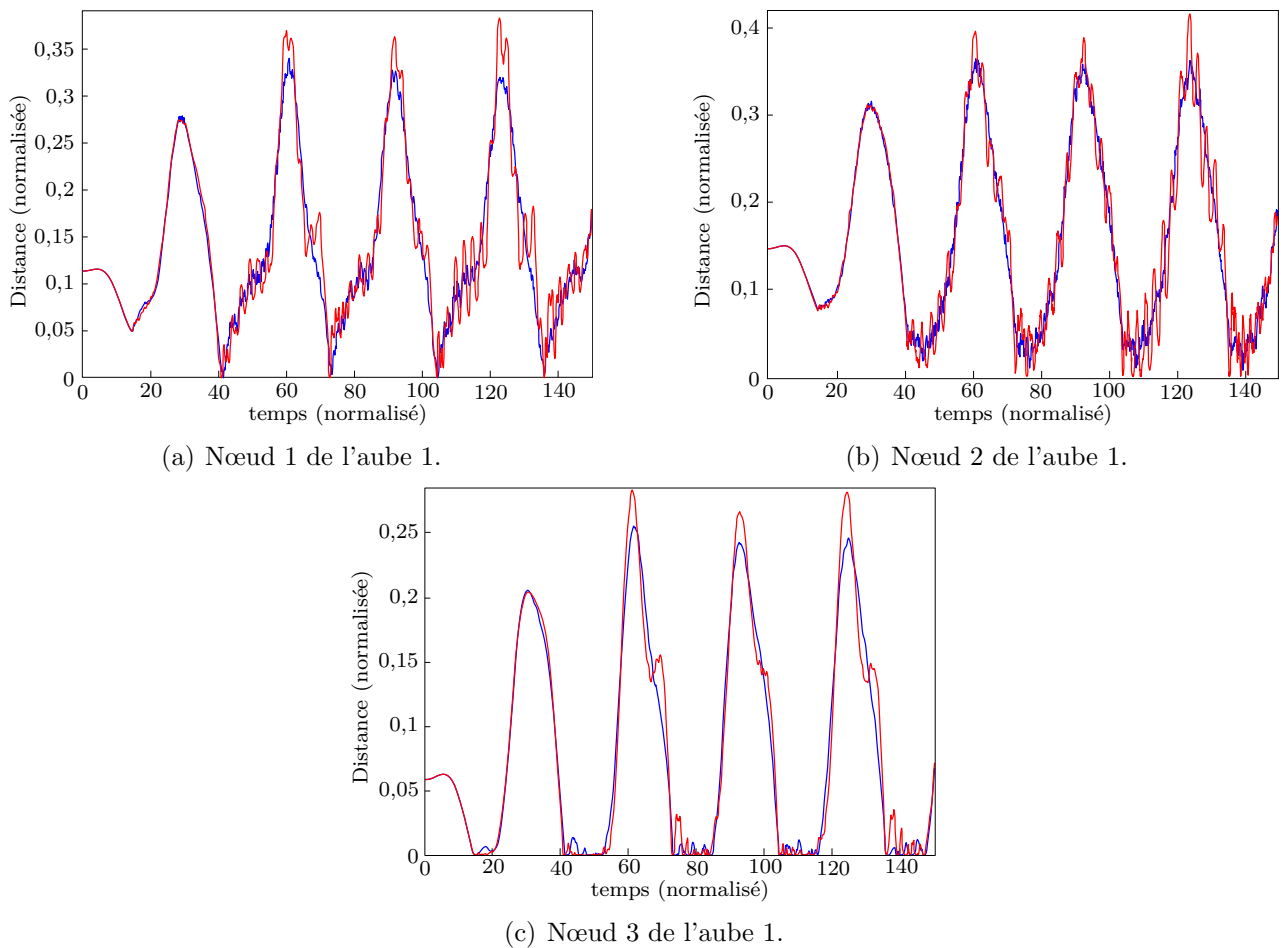 0,35
0,3
0,25
0,2
0,15
0,1
0,05
0
0 20 40 60 80 100 120 140
Distance (normalisée)
temps (normalisé)
(a) Nœud 1 de l'aube 1.
0,4
0,3
0,2
0,1
0
0 20 40 60 80 100 120 140
Distance (normalisée)
temps (normalisé)
(b) Nœud 2 de l'aube 1.
0,25
0,2
0,15
0,1
0,05
0
0 20 40 60 80 100 120 140
Distance (normalisée)
temps (normalisé)
(c) Nœud 3 de l'aube 1.